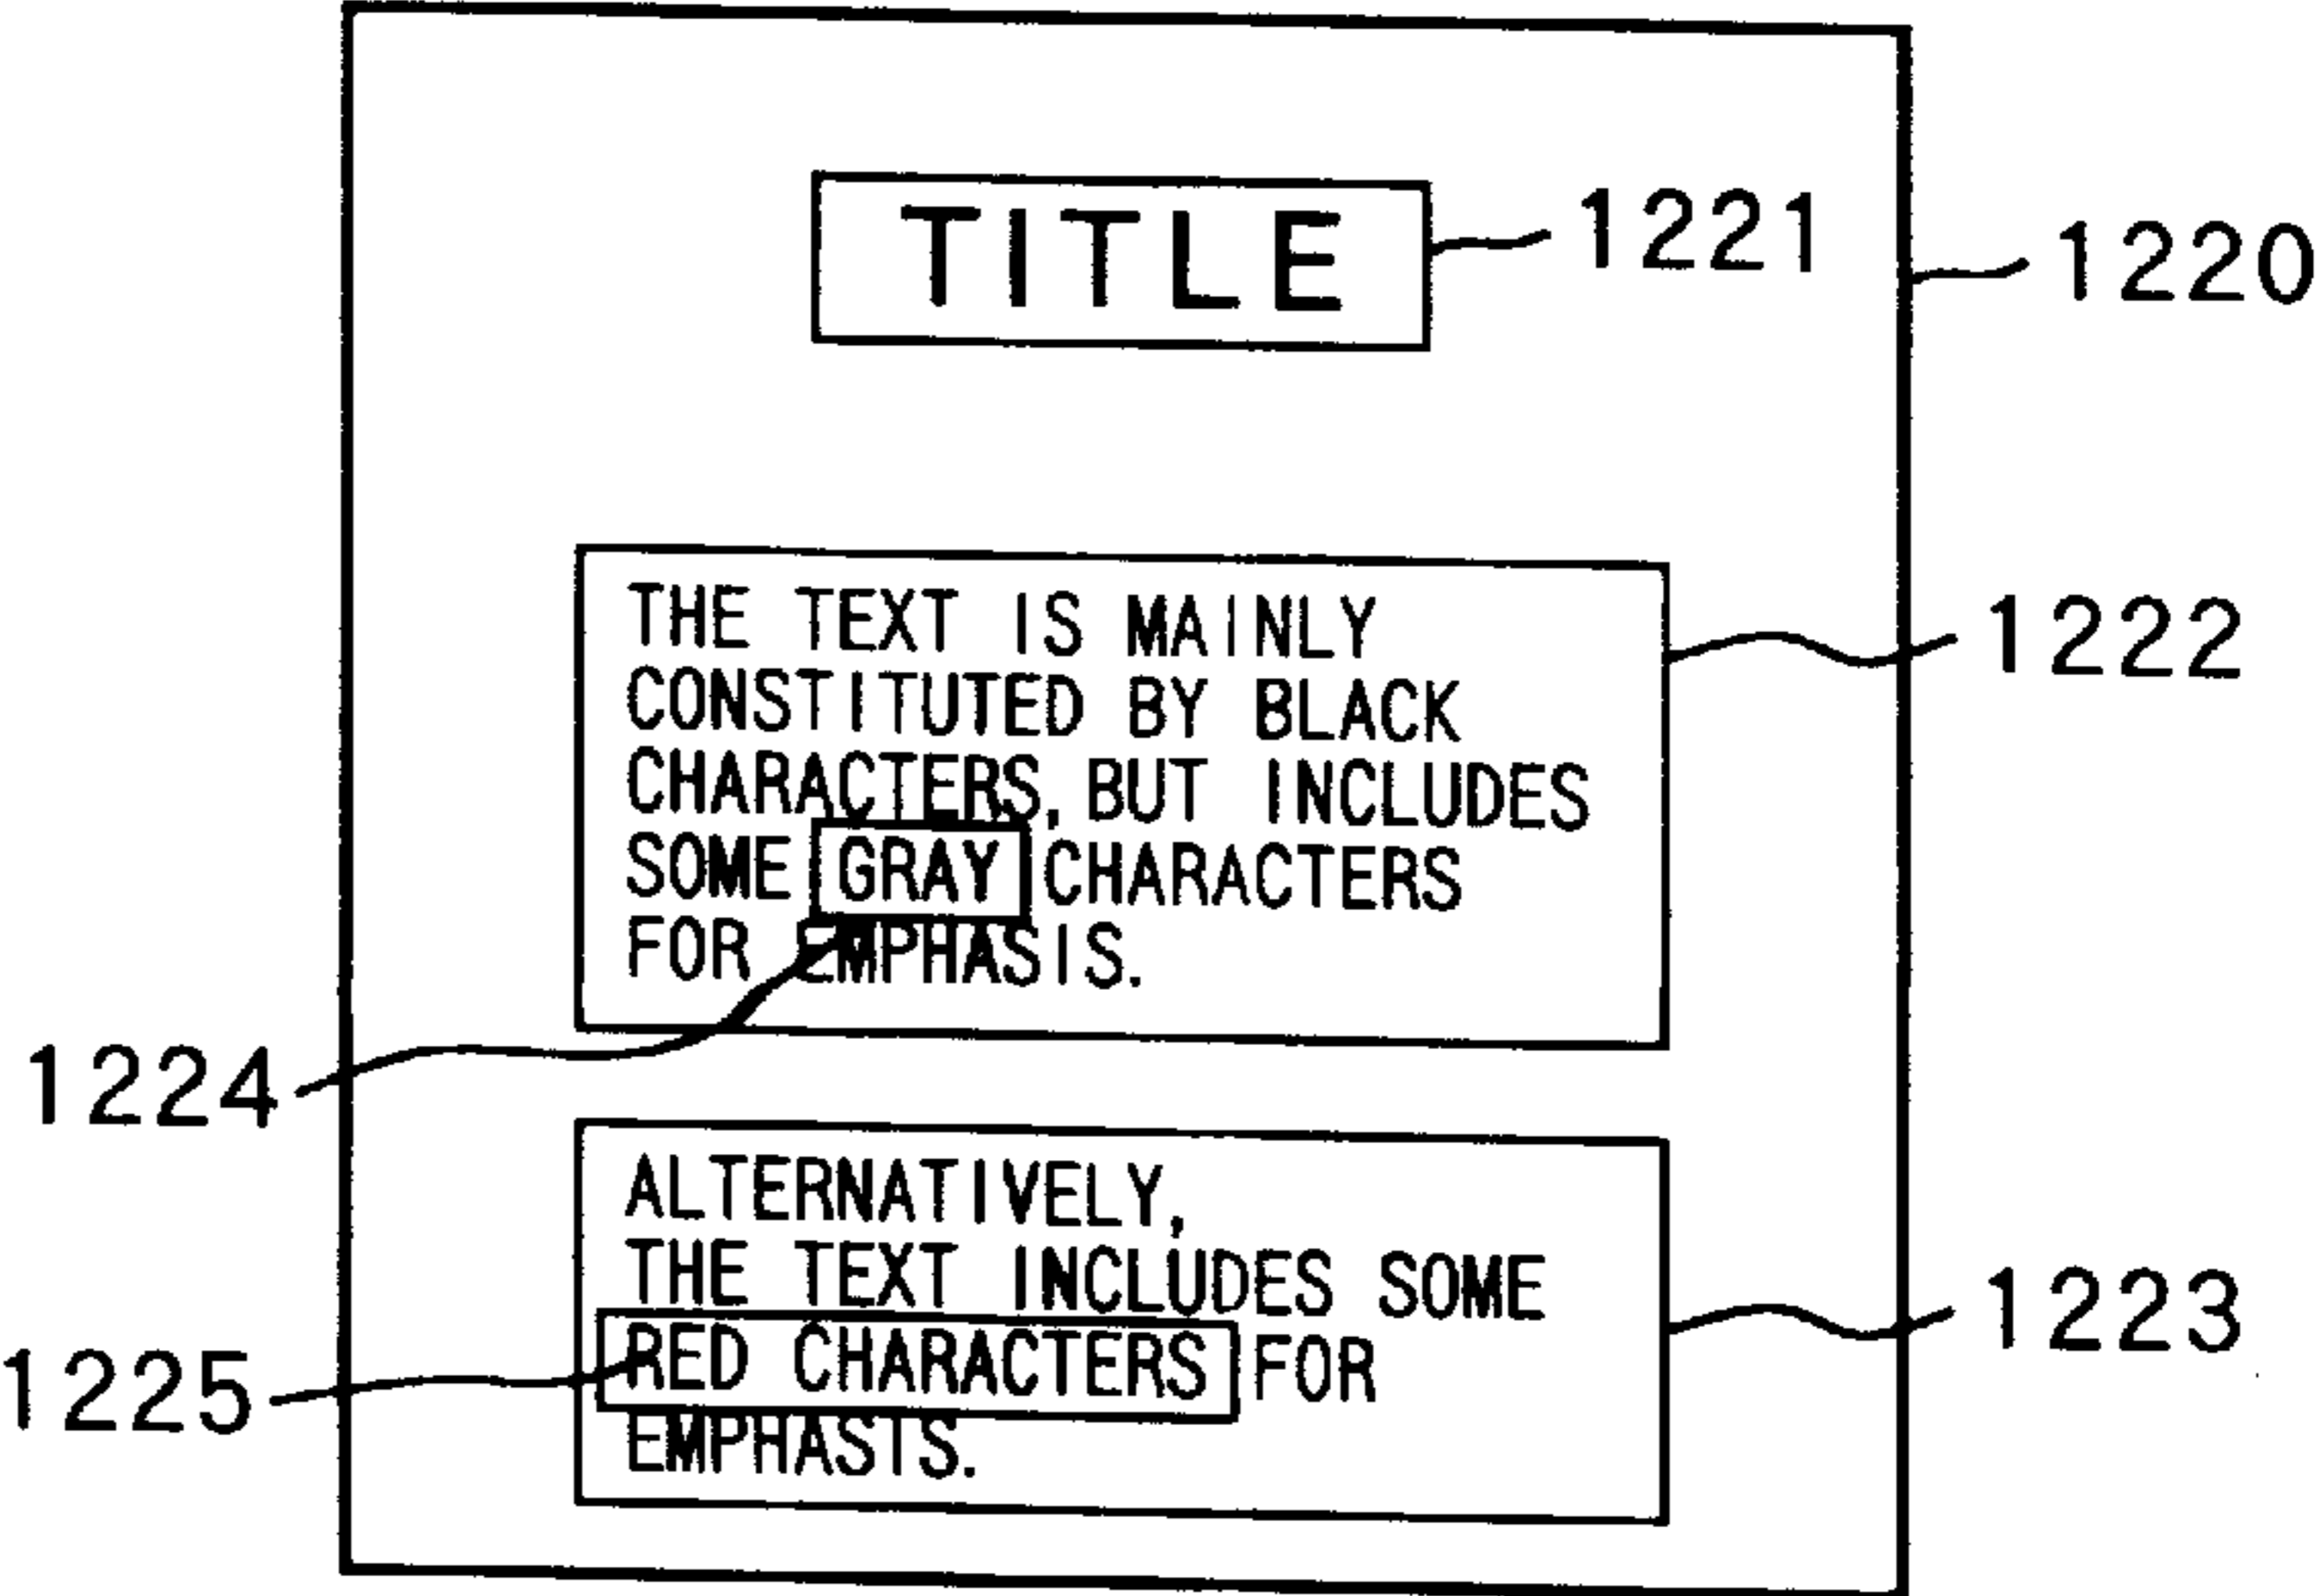 TITLE
1221
1220
THE TEXT IS MAINLY
CONSTITUTED BY BLACK
CHARACTERS, BUT INCLUDES
SOME GRAY CHARACTERS
FOR EMPHASIS.
1222
1224
ALTERNATIVELY,
THE TEXT INCLUDES SOME
RED CHARACTERS FOR
EMPHASIS.
1223
1225